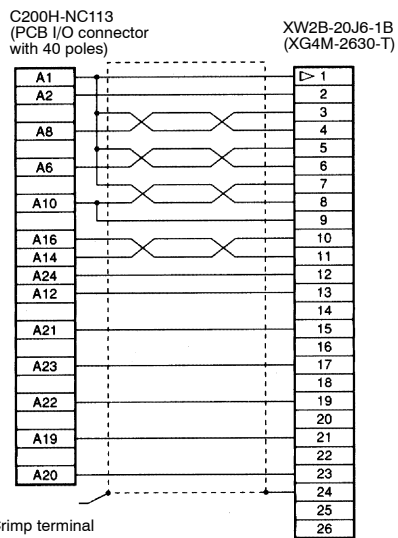 C200H-NC113
(PCB I/O connector
with 40 poles)
XW2B-20J6-1B
(XG4M-2630-T)
A1
A2
A8
A6
A10
A16
A14
A24
A12
A21
A23
A22
A19
A20
1
2
3
4
5
6
7
8
9
10
11
12
13
14
15
16
17
18
19
20
21
22
23
24
25
26
rimp terminal